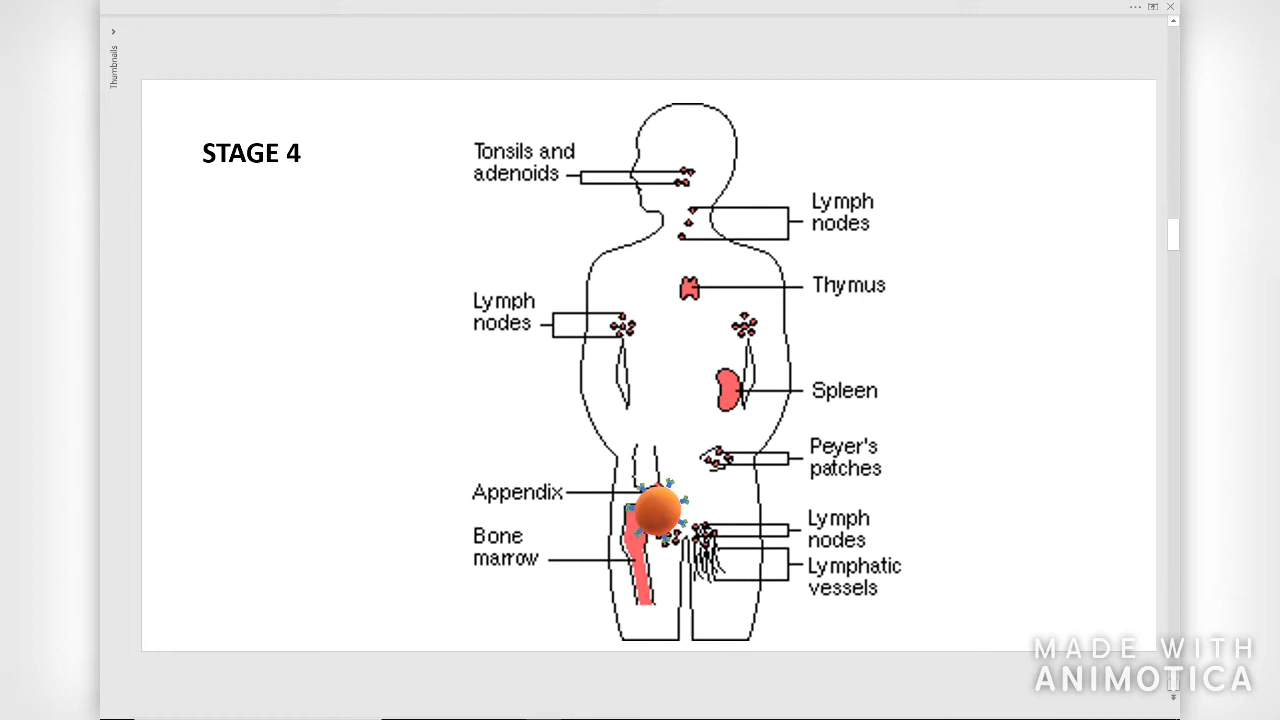 Thumbnails
STAGE 4
Tonsils and
adenoids
Lymph
nodes
Thymus
Lymph
nodes
Spleen
Peyer's
patches
Appendix
Bone
marrow
Lymph
nodes
Lymphatic
vessels
MADE WITH
ANIMOTICA